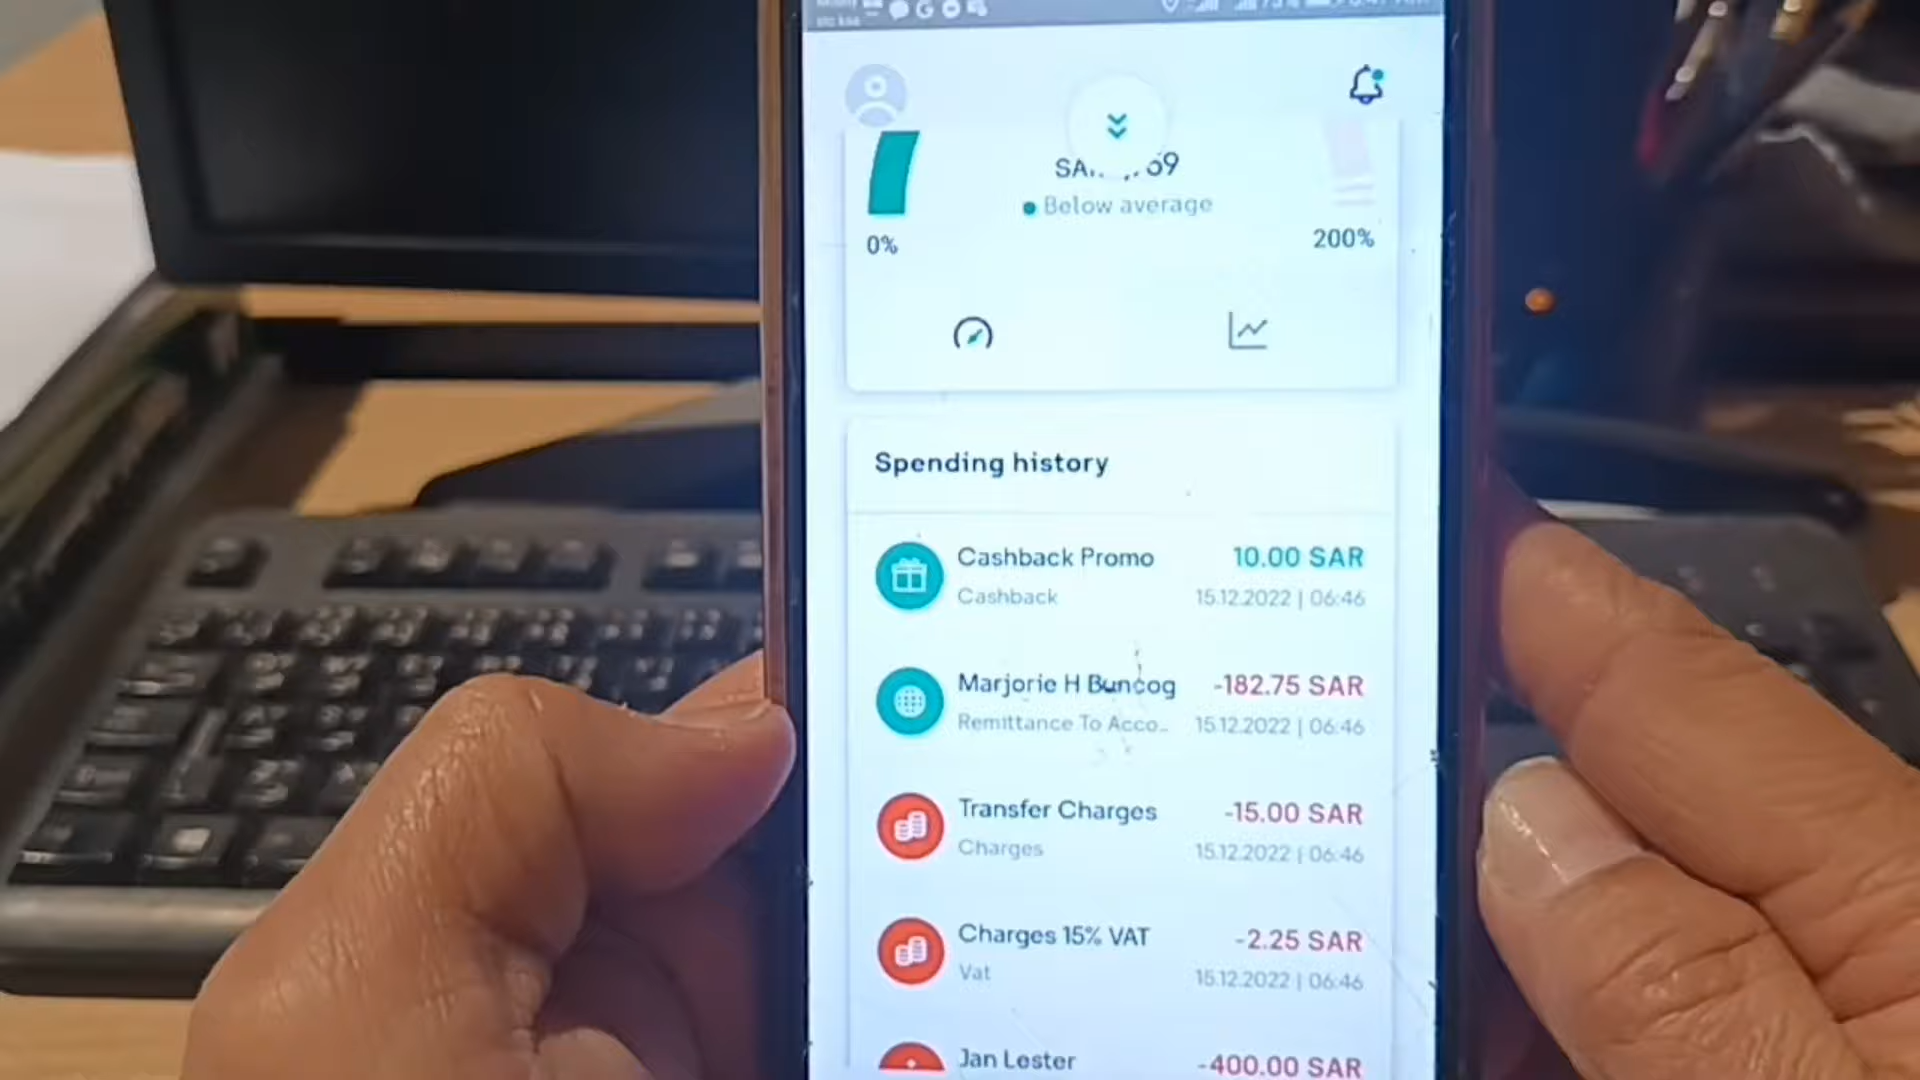 stc ksa
Below average
0%
200%
Spending history
Cashback Promo 10.00 SAR
Cashback 15.12.2022 | 06:46
Marjorie H Buncog -182.75 SAR
Remittance To Acco... 15.12.2022 | 06:46
Transfer Charges -15.00 SAR
Charges 15.12.2022 | 06:46
Charges 15% VAT -2.25 SAR
Vat 15.12.2022 | 06:46
Jan Lester -400.00 SAR